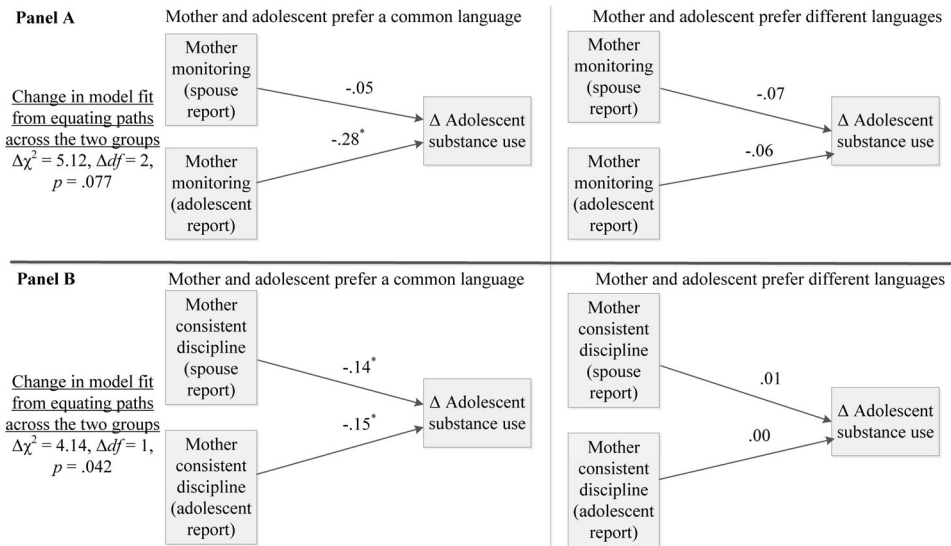 Panel A
Mother and adolescent prefer a common language
Mother and adolescent prefer different languages
Change in model fit
from equating paths
across the two groups
Δχ² = 5.12, Δdf = 2,
p = .077
Mother
monitoring
(spouse
report)
-.05
Mother
monitoring
(adolescent
report)
-.28*
Δ Adolescent
substance use
Mother
monitoring
(spouse
report)
-.07
Mother
monitoring
(adolescent
report)
-.06
Δ Adolescent
substance use
Panel B
Mother and adolescent prefer a common language
Mother and adolescent prefer different languages
Change in model fit
from equating paths
across the two groups
Δχ² = 4.14, Δdf = 1,
p = .042
Mother
consistent
discipline
(spouse
report)
-.14*
Mother
consistent
discipline
(adolescent
report)
-.15*
Δ Adolescent
substance use
Mother
consistent
discipline
(spouse
report)
.01
Mother
consistent
discipline
(adolescent
report)
.00
Δ Adolescent
substance use